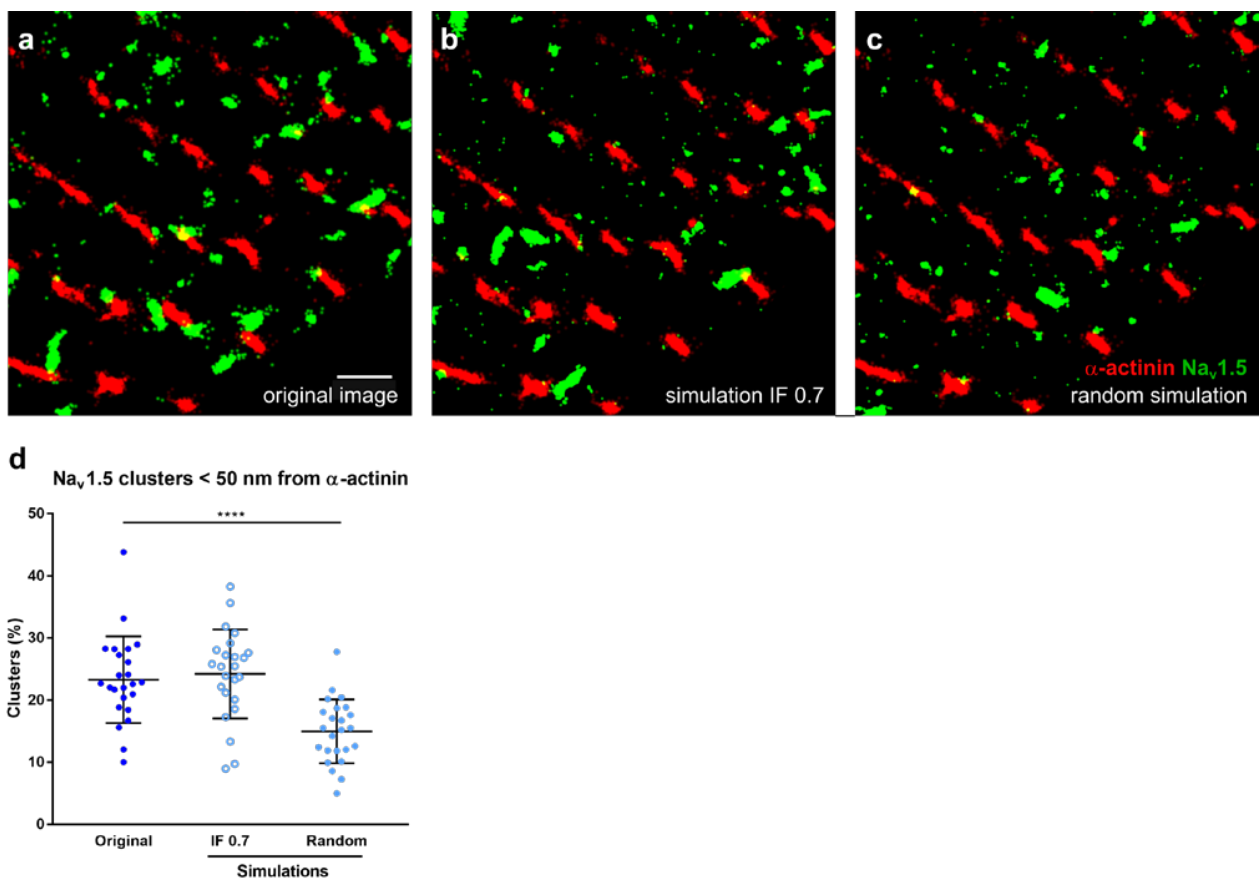 a
b
c
original image
simulation IF 0.7
α-actinin Naᵥ1.5
random simulation
d
Naᵥ1.5 clusters < 50 nm from α-actinin
****
50
40
30
20
10
0
Clusters (%)
Original
IF 0.7
Random
Simulations